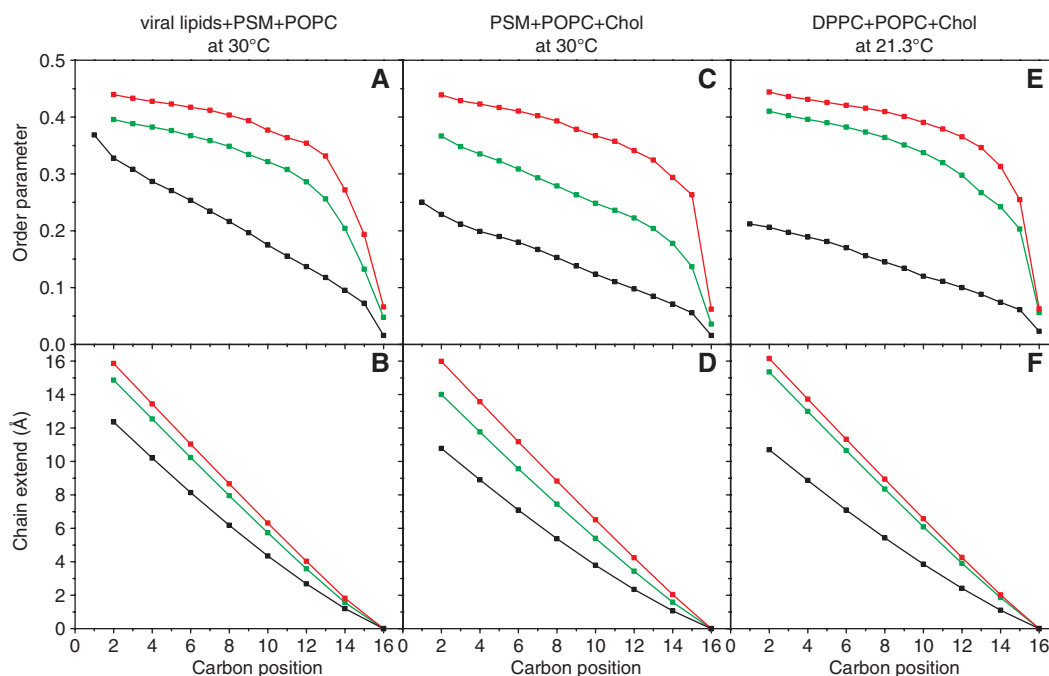 viral lipids+PSM+POPC
at 30°C
PSM+POPC+Chol
at 30°C
DPPC+POPC+Chol
at 21.3°C
A
C
E
Order parameter
0.5
0.4
0.3
0.2
0.1
0.0
B
D
F
Chain extend (Å)
16
14
12
10
8
6
4
2
0
0 2 4 6 8 10 12 14 16
0 2 4 6 8 10 12 14 16
0 2 4 6 8 10 12 14 16
Carbon position
Carbon position
Carbon position